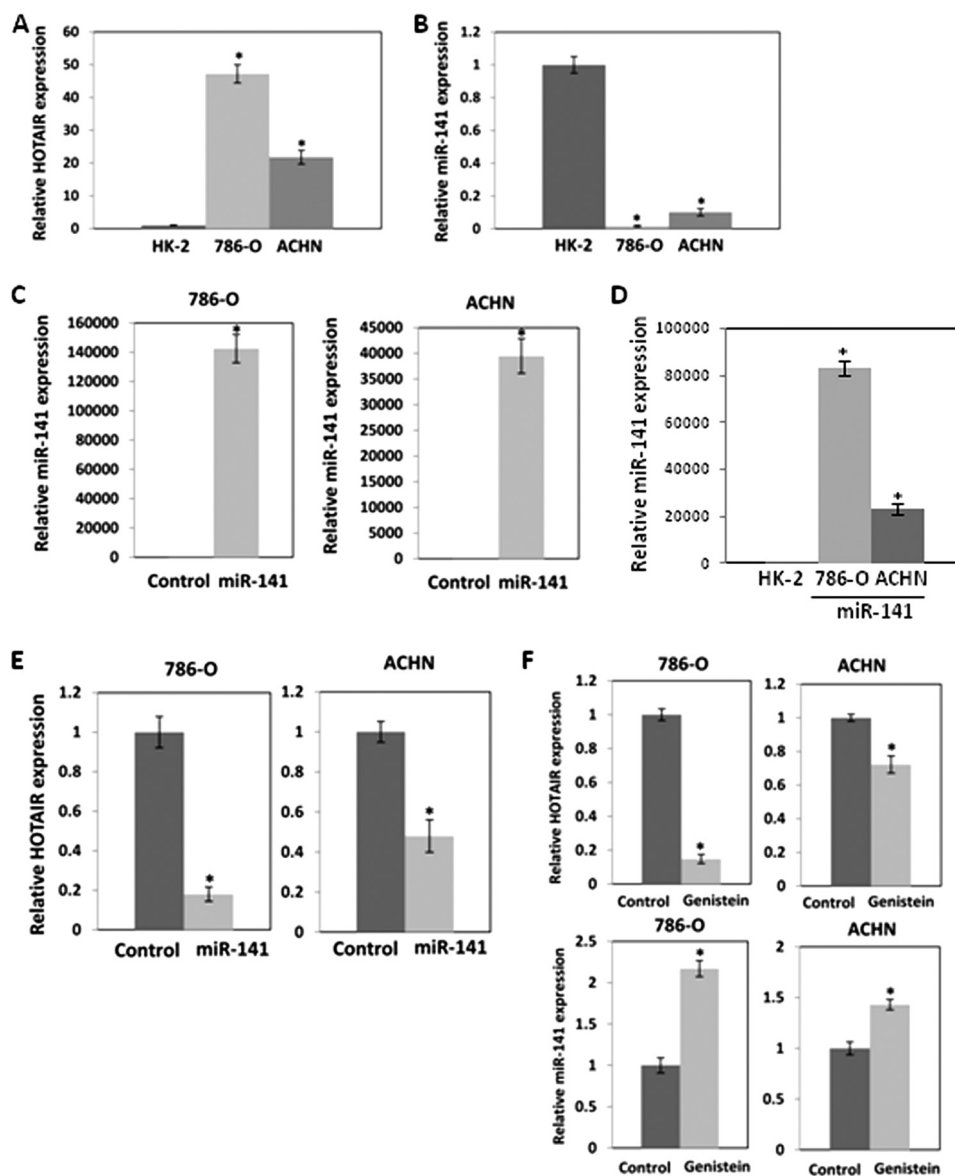 A
Relative HOTAIR expression
60
50
40
30
20
10
0
*
*
HK-2 786-O ACHN
B
Relative miR-141 expression
1.2
1
0.8
0.6
0.4
0.2
0
*
*
HK-2 786-O ACHN
C
786-O
Relative miR-141 expression
160000
140000
120000
100000
80000
60000
40000
20000
0
*
Control miR-141
ACHN
Relative miR-141 expression
45000
40000
35000
30000
25000
20000
15000
10000
5000
0
*
Control miR-141
D
Relative miR-141 expression
100000
80000
60000
40000
20000
0
+
+
HK-2 786-O ACHN
miR-141
E
786-O
Relative HOTAIR expression
1.2
1
0.8
0.6
0.4
0.2
0
*
Control miR-141
ACHN
1.2
1
0.8
0.6
0.4
0.2
0
*
Control miR-141
F
786-O
Relative HOTAIR expression
1.2
1
0.8
0.6
0.4
0.2
0
*
Control Genistein
ACHN
1.2
1
0.8
0.6
0.4
0.2
0
*
Control Genistein
786-O
Relative miR-141 expression
2.5
2
1.5
1
0.5
0
*
Control Genistein
ACHN
2
1.5
1
0.5
0
*
Control Genistein